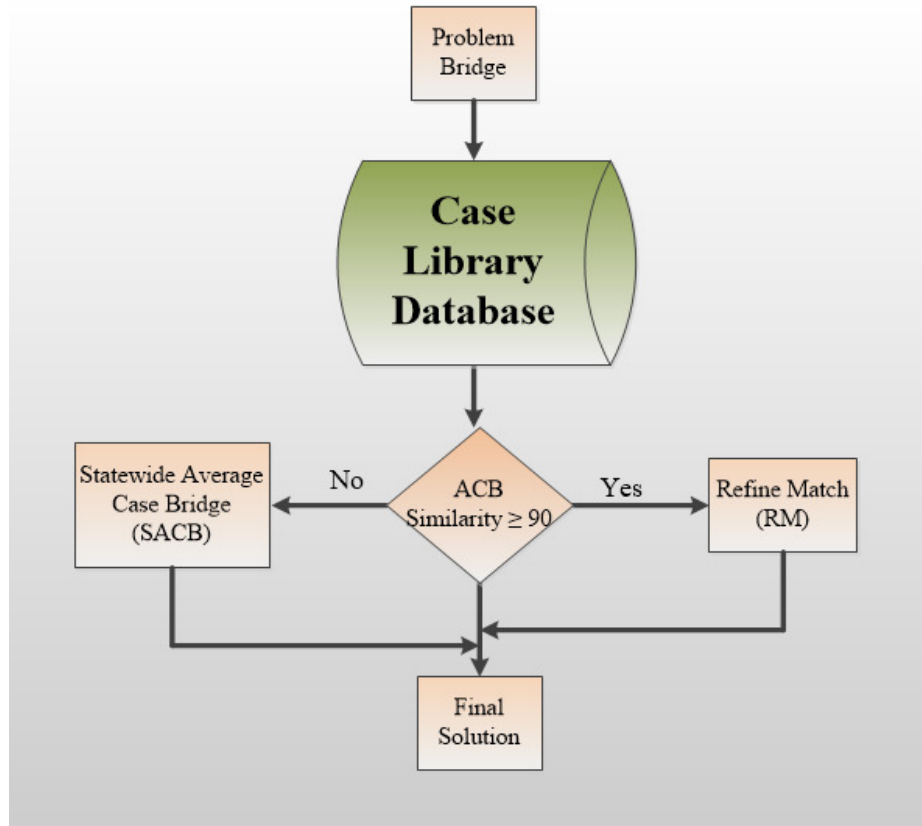 Problem
Bridge
Case
Library
Database
Statewide Average
Case Bridge
(SACB)
No
ACB
Similarity ≥ 90
Yes
Refine Match
(RM)
Final
Solution